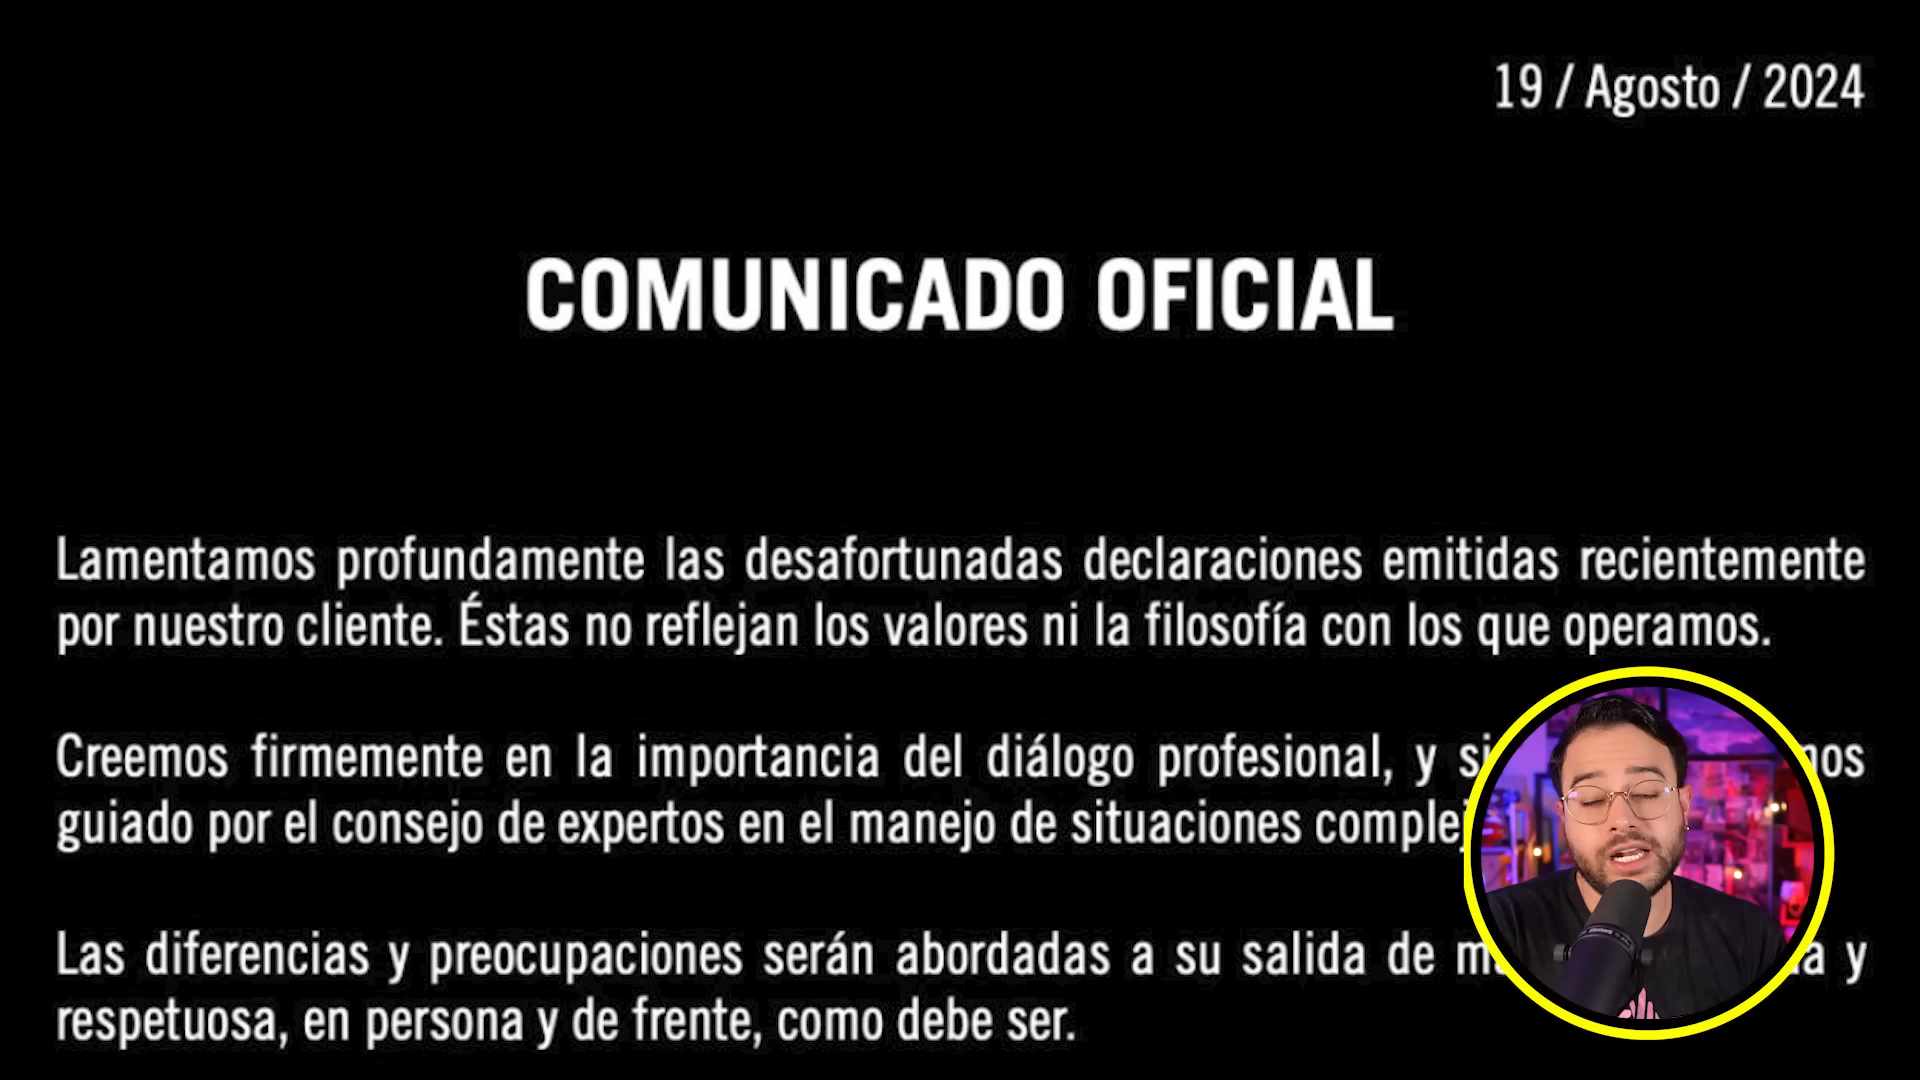 19 / Agosto / 2024
COMUNICADO OFICIAL
Lamentamos profundamente las desafortunadas declaraciones emitidas recientemente
por nuestro cliente. Éstas no reflejan los valores ni la filosofía con los que operamos.
Creemos firmemente en la importancia del diálogo profesional, y
guiado por el consejo de expertos en el manejo de situaciones
Las diferencias y preocupaciones serán abordadas a su salida de y
respetuosa, en persona y de frente, como debe ser.